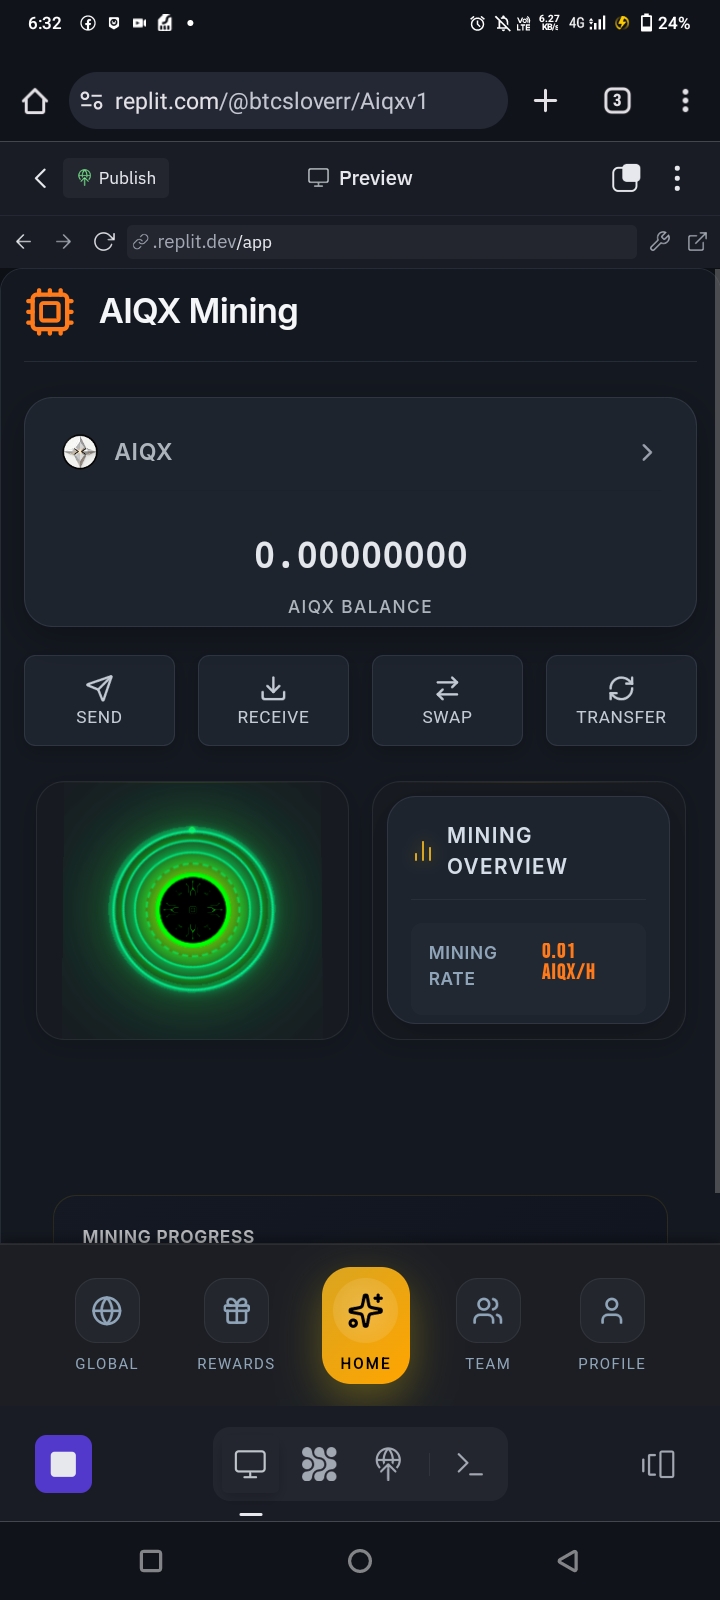 6:32
Vo)
LTE
6.27
KB/s
4G
24%
replit.com/@btcsloverr/Aiqxv1
3
Publish
Preview
.replit.dev/app
AIQX Mining
AIQX
0.00000000
AIQX BALANCE
SEND
RECEIVE
SWAP
TRANSFER
MINING
OVERVIEW
MINING
RATE
0.01
AIQX/H
MINING PROGRESS
GLOBAL
REWARDS
HOME
TEAM
PROFILE